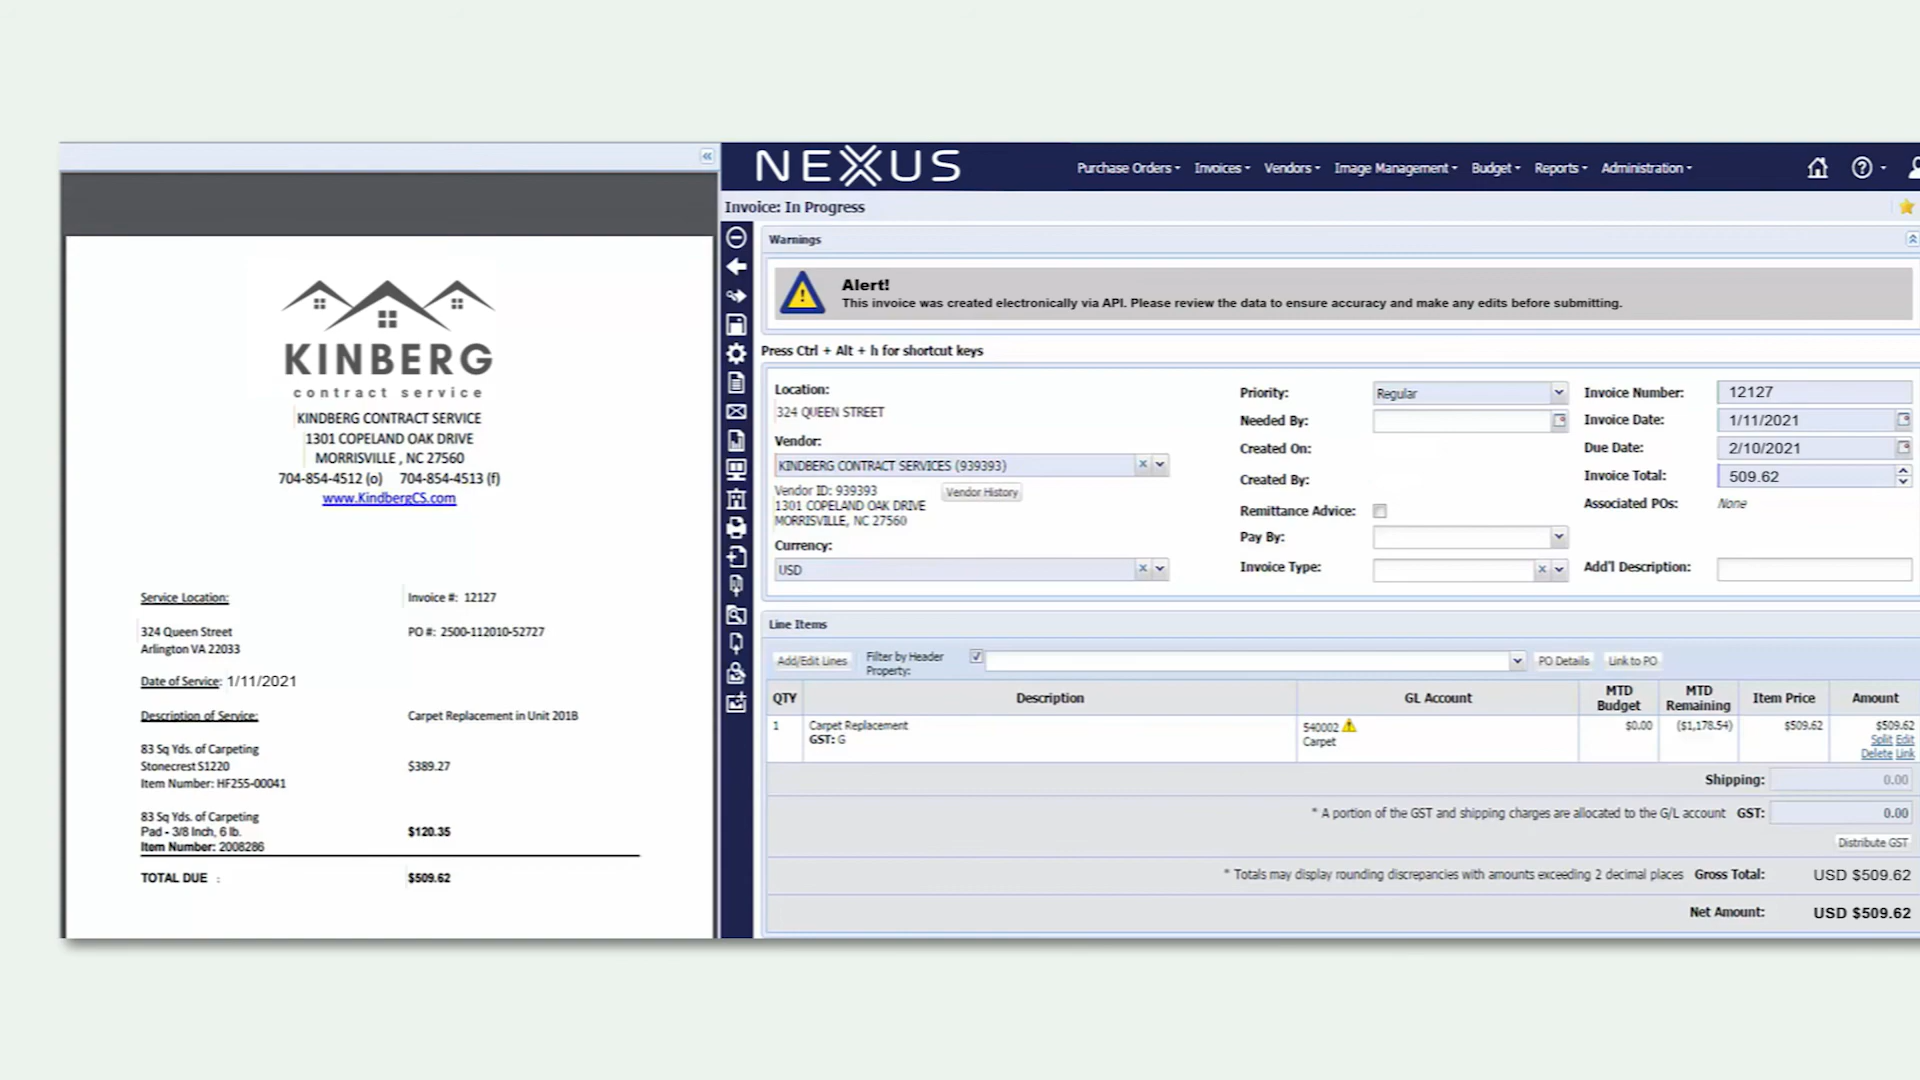 KINBERG
contract service
KINDBERG CONTRACT SERVICE
1301 COPELAND OAK DRIVE
MORRISVILLE , NC 27560
704-854-4512 (o) 704-854-4513 (f)
www.KindbergCS.com
Service Location: Invoice #: 12127
324 Queen Street PO #: 2500-112010-52727
Arlington VA 22033
Date of Service: 1/11/2021
Description of Service: Carpet Replacement in Unit 201B
83 Sq Yds. of Carpeting
Stonecrest S1220 $389.27
Item Number: HF255-00041
83 Sq Yds. of Carpeting
Pad - 3/8 Inch, 6 lb. $120.35
Item Number: 2008286
TOTAL DUE : $509.62
NEXUS
Purchase Orders Invoices Vendors Image Management Budget Reports Administration
Invoice: In Progress
Warnings
Alert!
This invoice was created electronically via API. Please review the data to ensure accuracy and make any edits before submitting.
Press Ctrl + Alt + h for shortcut keys
Location:
324 QUEEN STREET
Vendor:
KINDBERG CONTRACT SERVICES (939393)
Vendor ID: 939393 Vendor History
1301 COPELAND OAK DRIVE
MORRISVILLE, NC 27560
Currency:
USD
Priority: Regular
Needed By:
Created On:
Created By:
Remittance Advice:
Pay By:
Invoice Type:
Invoice Number: 12127
Invoice Date: 1/11/2021
Due Date: 2/10/2021
Invoice Total: 509.62
Associated POs: None
Add'l Description:
Line Items
Add/Edit Lines Filter by Header Property: PO Details Link to PO
QTY Description GL Account MTD Budget MTD Remaining Item Price Amount
1 Carpet Replacement 540002 $0.00 ($1,178.54) $509.62 $509.62
GST: G Carpet Split Edit
Delete Link
Shipping: 0.00
* A portion of the GST and shipping charges are allocated to the G/L account GST: 0.00
Distribute GST
* Totals may display rounding discrepancies with amounts exceeding 2 decimal places Gross Total: USD $509.62
Net Amount: USD $509.62